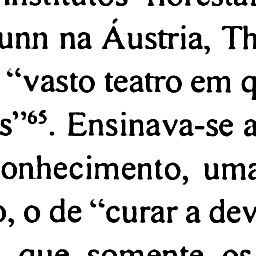 institutos florestai
unn na Áustria, Th
“vasto teatro em q
s”⁶⁵. Ensinava-se a
onhecimento, uma
o, o de “curar a dev
que somente os